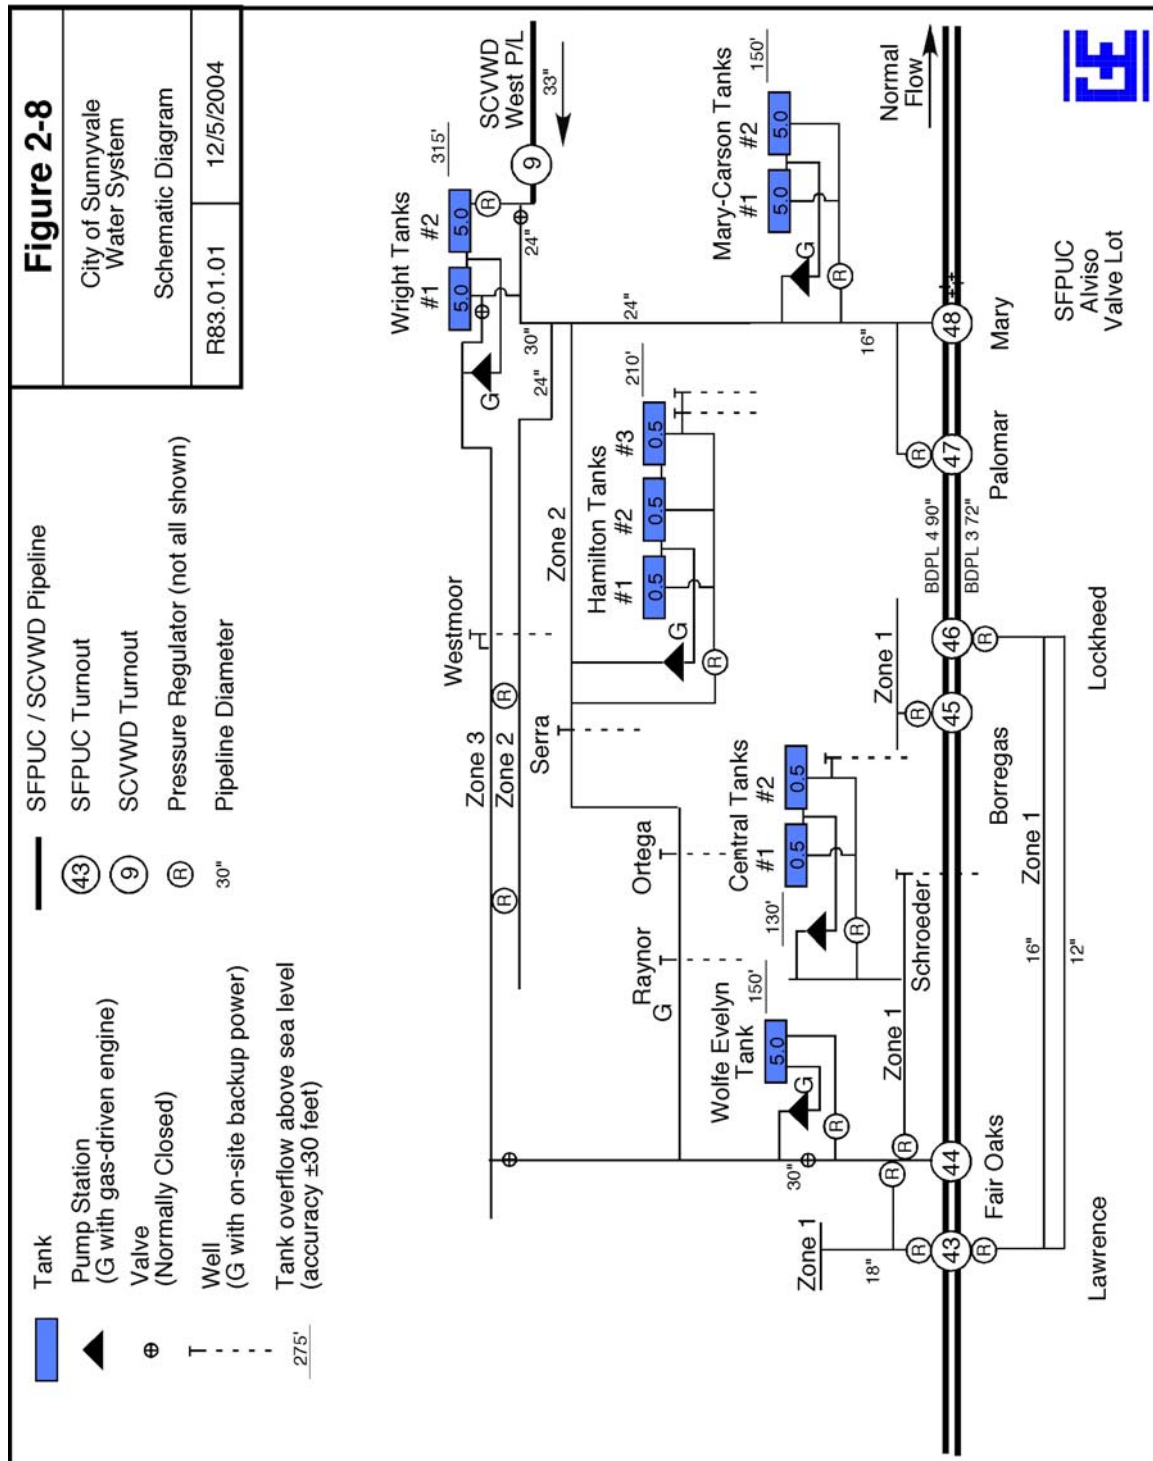 Tank
Pump Station
(G with gas-driven engine)
Valve
(Normally Closed)
Well
(G with on-site backup power)
275'
Tank overflow above sea level
(accuracy ±30 feet)
SFPUC / SCVWD Pipeline
43
SFPUC Turnout
9
SCVWD Turnout
R
Pressure Regulator (not all shown)
30"
Pipeline Diameter
Figure 2-8
City of Sunnyvale
Water System
Schematic Diagram
R83.01.01
12/5/2004
Zone 3
Zone 2
R
R
Westmoor
Wright Tanks
#1
#2
5.0
5.0
315'
R
G
24"
30"
24"
SCVWD
West P/L
33"
9
Serra
Zone 2
Raynor
G
Ortega
Hamilton Tanks
#1
#2
#3
0.5
0.5
0.5
210'
G
R
24"
Wolfe Evelyn
Tank
150'
5.0
G
R
30"
Central Tanks
#1
#2
0.5
0.5
130'
R
Mary-Carson Tanks
#1
#2
5.0
5.0
150'
G
R
16"
Zone 1
18"
Zone 1
Schroeder
Zone 1
R
R
R
R
R
43
44
45
46
47
48
R
R
BDPL 4 90"
BDPL 3 72"
Normal
Flow
Lawrence
Fair Oaks
Borregas
Lockheed
Palomar
Mary
16"
Zone 1
12"
SFPUC
Alviso
Valve Lot